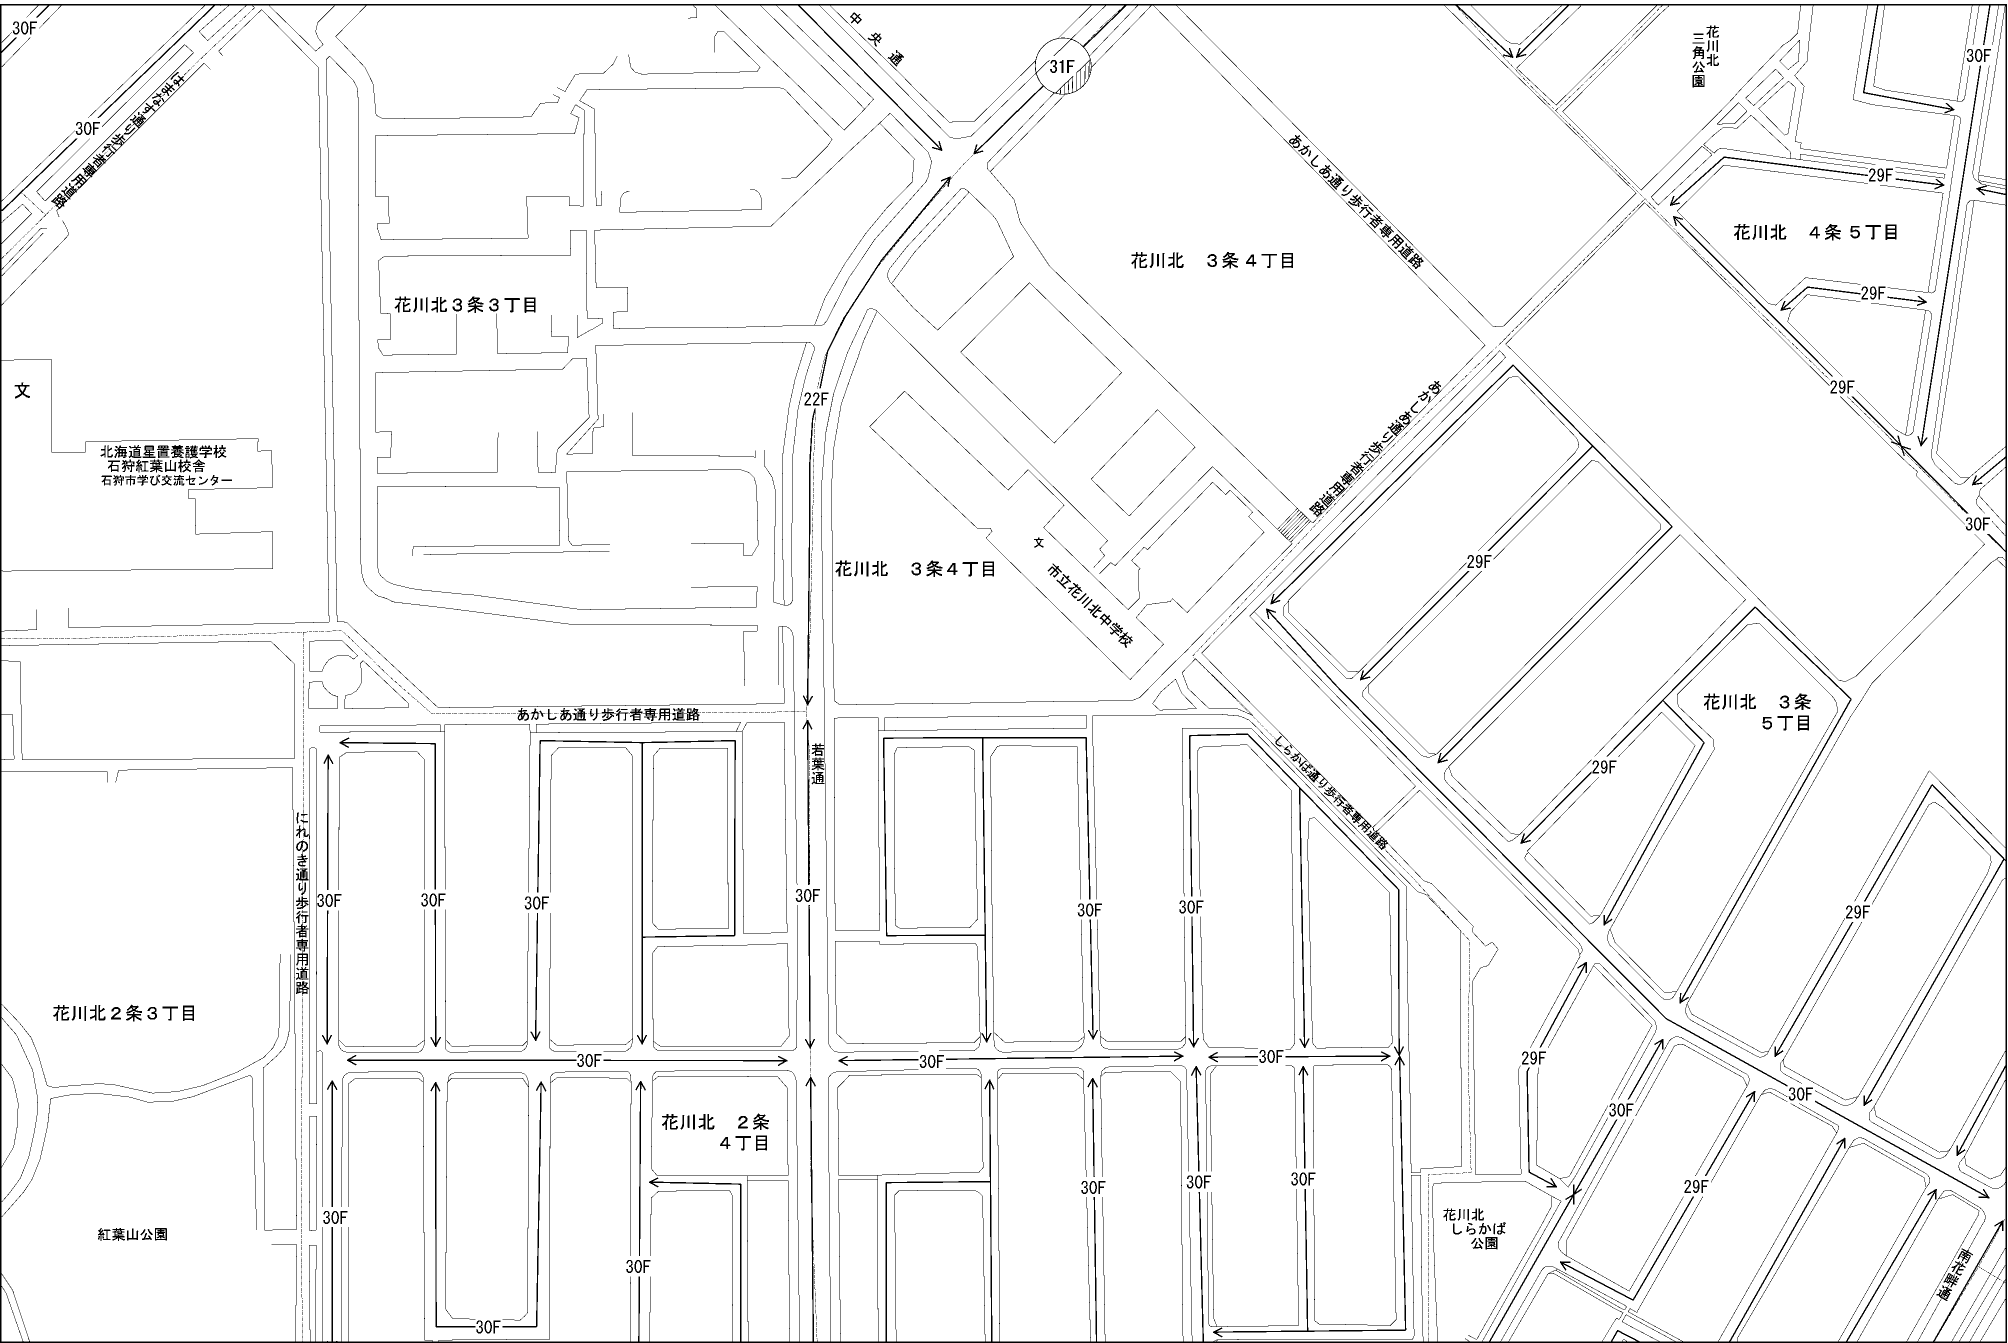 30F
中央通
31F
花川北
三角公園
30F
はまなす通り歩行者専用道路
30F
あかしあ通り歩行者専用道路
29F
花川北　４条５丁目
花川北　３条４丁目
29F
花川北３条３丁目
文
22F
29F
あかしあ通り歩行者専用道路
北海道星置養護学校
石狩紅葉山校舎
石狩市学び交流センター
30F
文
29F
花川北　３条４丁目
市立花川北中学校
花川北　３条
５丁目
あかしあ通り歩行者専用道路
若葉通
しらかば通り歩行者専用道路
29F
にれのき通り歩行者専用道路
30F
30F
30F
30F
30F
30F
29F
花川北２条３丁目
30F
30F
30F
29F
30F
30F
花川北　２条
４丁目
30F
30F
30F
29F
30F
花川北
しらかば
公園
紅葉山公園
30F
30F
南花畔通